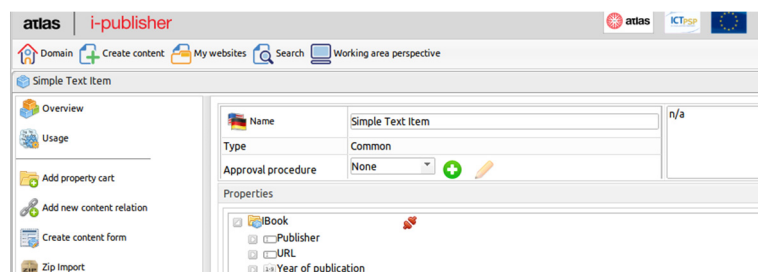 atlas i-publisher atlas ICTPSP
Domain Create content My websites Search Working area perspective
Simple Text Item
Overview
Usage
Add property cart
Add new content relation
Create content form
Zip Import
Name Simple Text Item n/a
Type Common
Approval procedure None
Properties
IBook
Publisher
URL
Year of publication